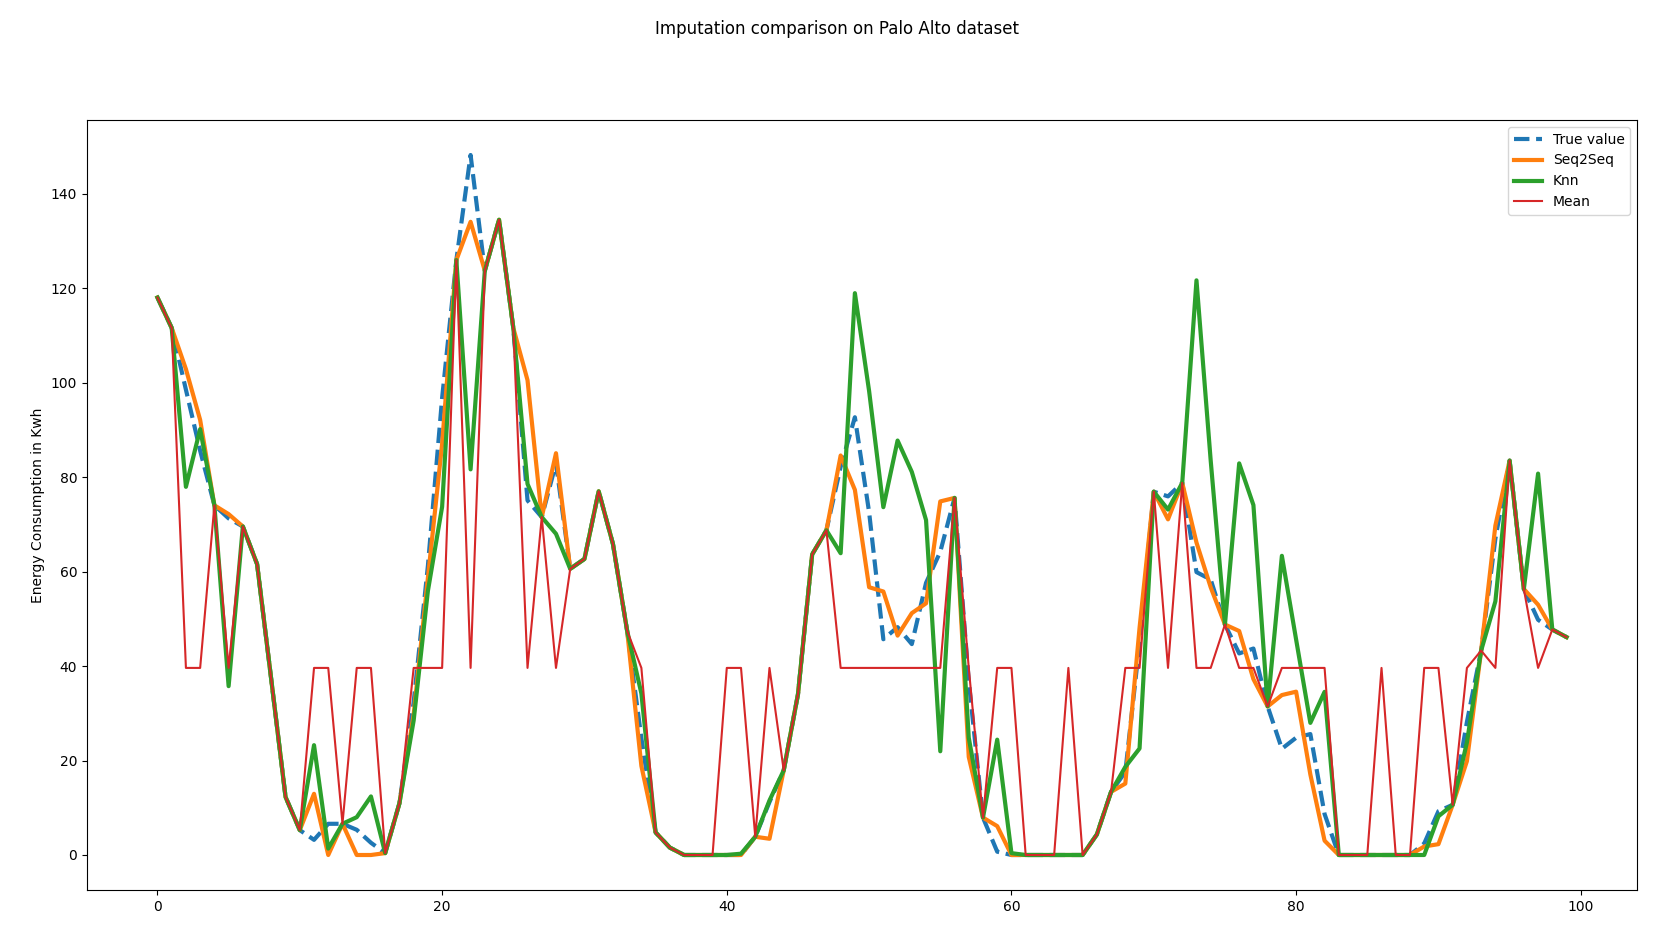 Imputation comparison on Palo Alto dataset
True value
Seq2Seq
Knn
Mean
Energy Consumption in Kwh
140
120
100
80
60
40
20
0
0
20
40
60
80
100